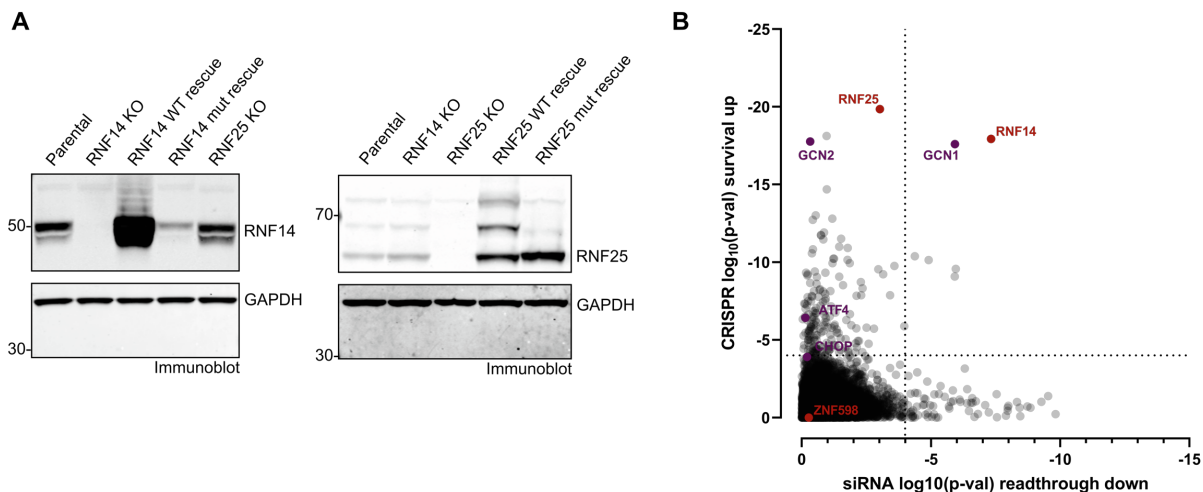 A
Parental
RNF14 KO
RNF14 WT rescue
RNF14 mut rescue
RNF25 KO
50
RNF14
GAPDH
30
Immunoblot
Parental
RNF14 KO
RNF25 KO
RNF25 WT rescue
RNF25 mut rescue
70
RNF25
GAPDH
30
Immunoblot
B
CRISPR log10(p-val) survival up
-25
-20
-15
-10
-5
0
RNF25
RNF14
GCN2
GCN1
ATF4
CHOP
ZNF598
0 -5 -10 -15
siRNA log10(p-val) readthrough down